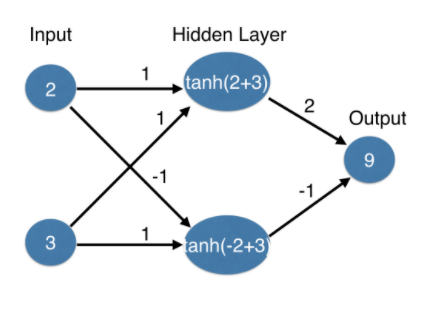 Input
Hidden Layer
1
2
tanh(2+3)
2
1
Output
-1
9
-1
1
3
tanh(-2+3)